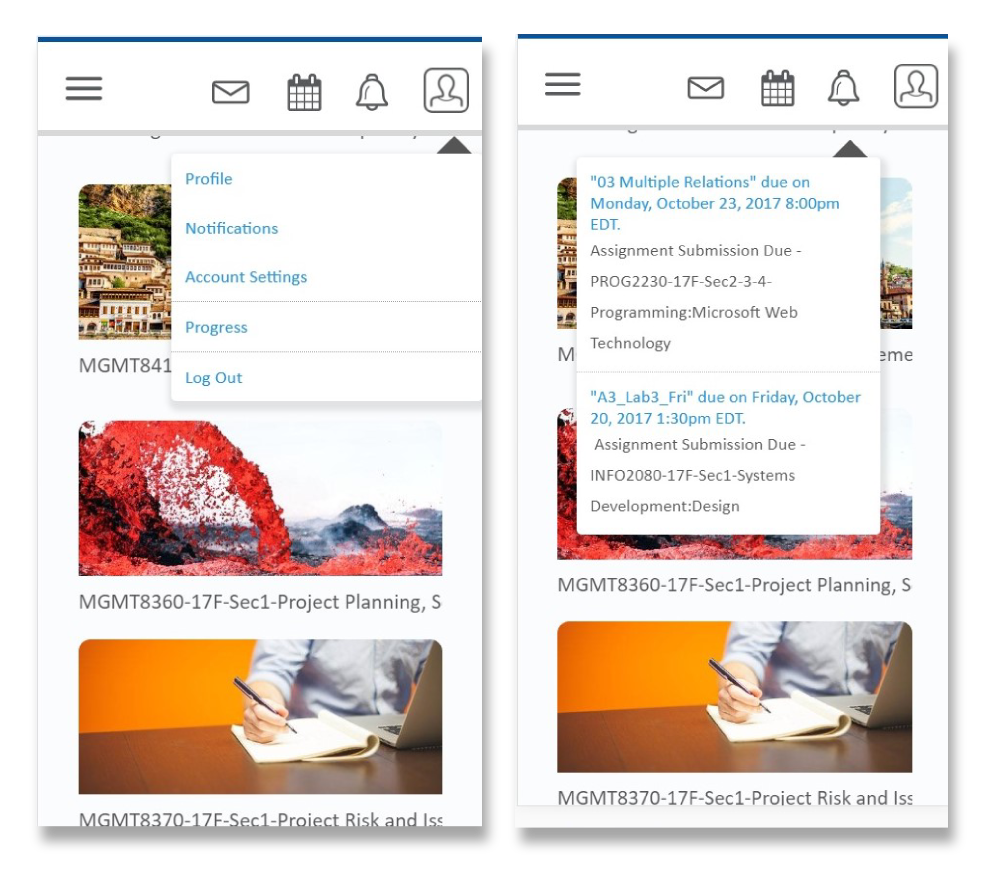 Profile
Notifications
Account Settings
Progress
Log Out
MGMT841
MGMT8360-17F-Sec1-Project Planning, S
MGMT8370-17F-Sec1-Project Risk and Iss
"03 Multiple Relations" due on
Monday, October 23, 2017 8:00pm
EDT.
Assignment Submission Due -
PROG2230-17F-Sec2-3-4-
Programming:Microsoft Web
Technology
"A3_Lab3_Fri" due on Friday, October
20, 2017 1:30pm EDT.
Assignment Submission Due -
INFO2080-17F-Sec1-Systems
Development:Design
M eme
MGMT8360-17F-Sec1-Project Planning, S
MGMT8370-17F-Sec1-Project Risk and Iss